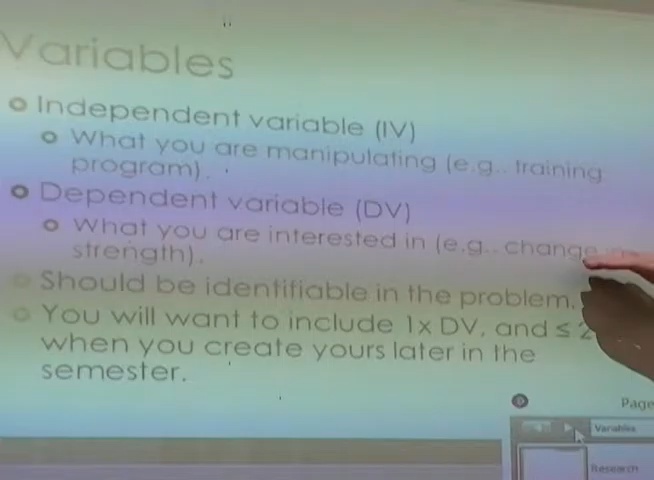 Variables
Independent variable (IV)
What you are manipulating (e.g., training
program).
Dependent variable (DV)
What you are interested in (e.g., change
strength).
Should be identifiable in the problem.
You will want to include 1x DV, and ≤ 2
when you create yours later in the
semester.
Page
Variables
Research